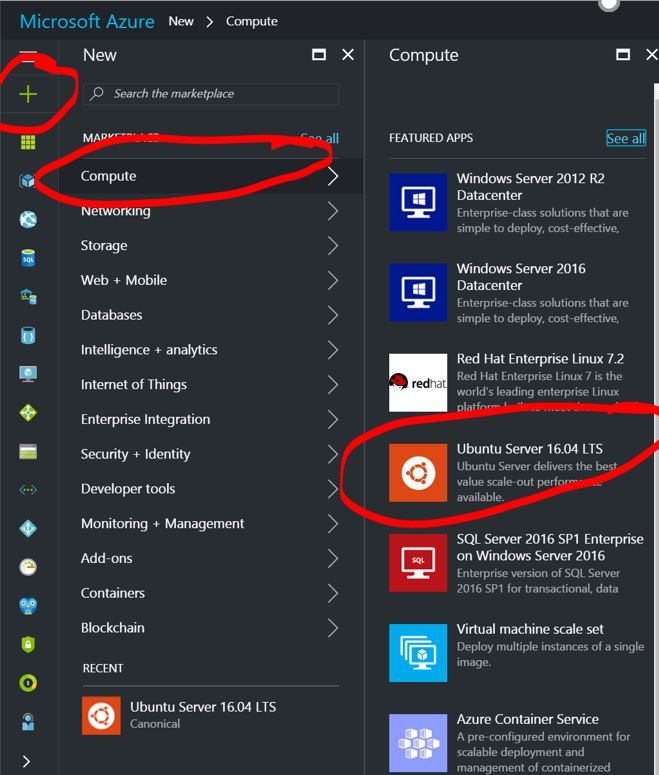 Microsoft Azure New > Compute
New
Search the marketplace
MARKETPLACE See all
Compute
Networking
Storage
Web + Mobile
Databases
Intelligence + analytics
Internet of Things
Enterprise Integration
Security + Identity
Developer tools
Monitoring + Management
Add-ons
Containers
Blockchain
RECENT
Ubuntu Server 16.04 LTS
Canonical
Compute
FEATURED APPS See all
Windows Server 2012 R2
Datacenter
Enterprise-class solutions that are
simple to deploy, cost-effective,
Windows Server 2016
Datacenter
Enterprise-class solutions that are
simple to deploy, cost-effective,
redhat
Red Hat Enterprise Linux 7.2
Red Hat Enterprise Linux 7 is the
world's leading enterprise Linux
platform built to meet the
Ubuntu Server 16.04 LTS
Ubuntu Server delivers the best
value scale-out performance
available.
SQL
SQL Server 2016 SP1 Enterprise
on Windows Server 2016
Enterprise version of SQL Server
2016 SP1 for transactional, data
Virtual machine scale set
Deploy multiple instances of a single
image.
Azure Container Service
A pre-configured environment for
scalable deployment and
management of containerized
SQL